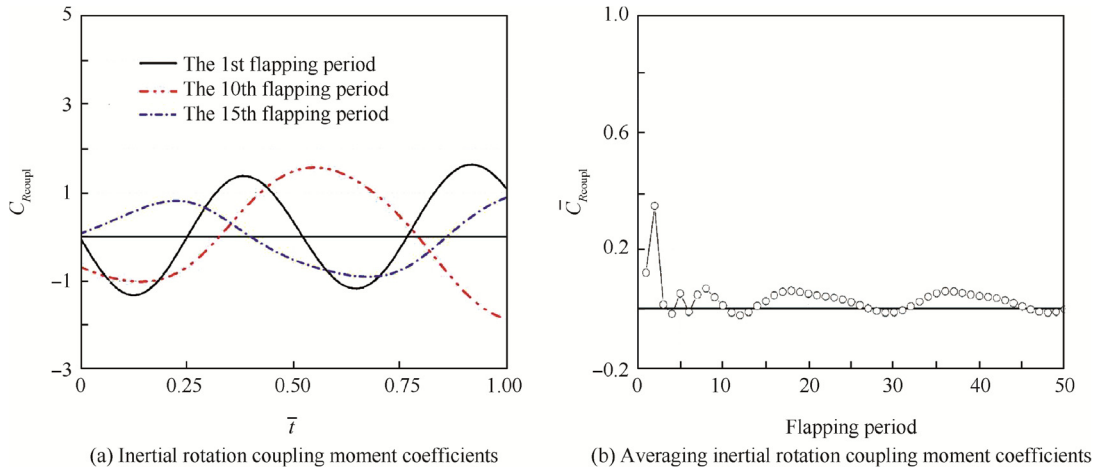 5
3
1
−1
−3
C_Rcoupl
The 1st flapping period
The 10th flapping period
The 15th flapping period
0 0.25 0.50 0.75 1.00
t̅
(a) Inertial rotation coupling moment coefficients
1.0
0.6
0.2
−0.2
C̅_Rcoupl
0 10 20 30 40 50
Flapping period
(b) Averaging inertial rotation coupling moment coefficients